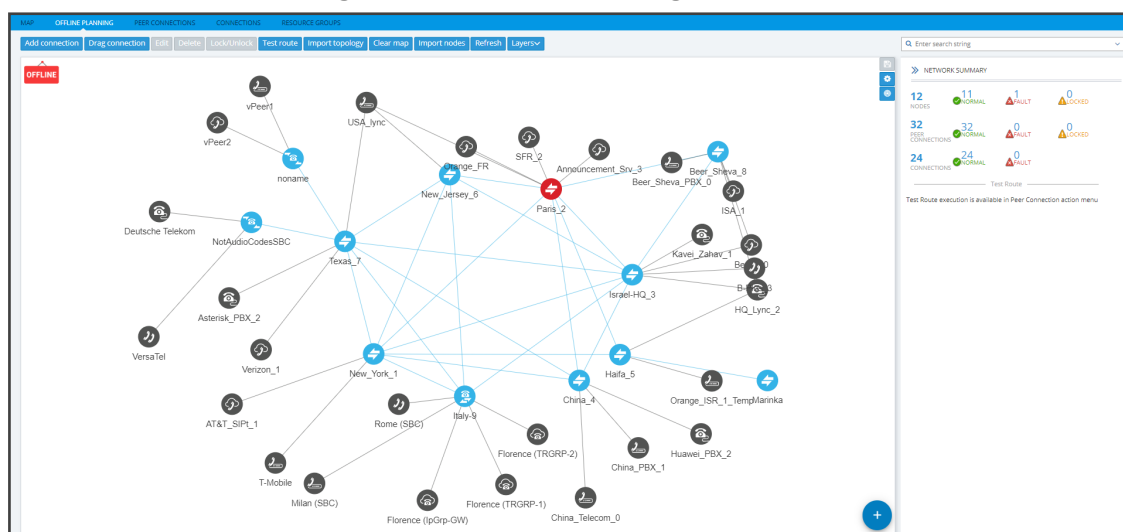 MAP OFFLINE PLANNING PEER CONNECTIONS CONNECTIONS RESOURCE GROUPS
Add connection Drag connection Edit Delete Lock/Unlock Test route Import topology Clear map Import nodes Refresh Layers
Enter search string
OFFLINE
NETWORK SUMMARY
12 11 1 0
NODES NORMAL FAULT LOCKED
32 32 0 0
PEER CONNECTIONS NORMAL FAULT LOCKED
24 24 0
CONNECTIONS NORMAL FAULT
Test Route
Test Route execution is available in Peer Connection action menu
vPeer1
USA_lync
vPeer2
SFR_2
Orange_FR
Announcement_Srv_3
Beer_Sheva_8
noname
Beer_Sheva_PBX_0
New_Jersey_6
Paris_2
ISA_1
Deutsche Telekom
NotAudioCodesSBC
Kavei_Zahav_1
Texas_7
Israel-HQ_3
HQ_Lync_2
Asterisk_PBX_2
VersaTel
Verizon_1
New_York_1
Haifa_5
China_4
Orange_ISR_1_Temp
Marinka
Italy-9
AT&T_SIPt_1
Rome (SBC)
Florence (TRGRP-2)
Huawei_PBX_2
China_PBX_1
T-Mobile
Milan (SBC)
Florence (TRGRP-1)
China_Telecom_0
Florence (IpGrp-GW)